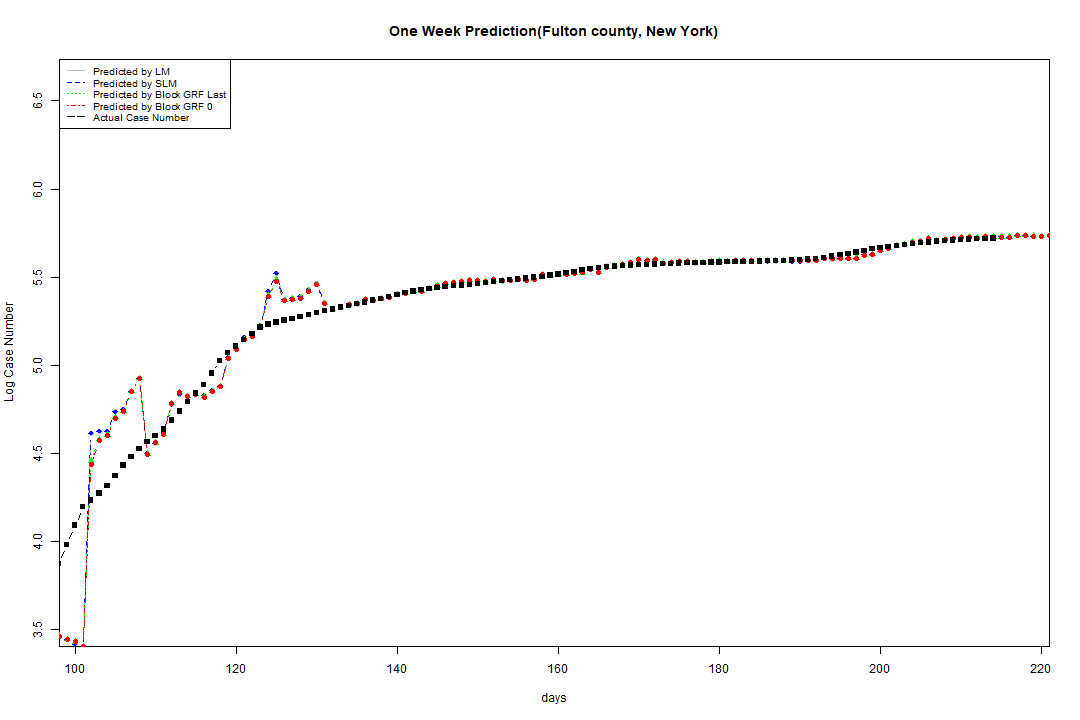 One Week Prediction(Fulton county, New York)
Predicted by LM
Predicted by SLM
Predicted by Block GRF Last
Predicted by Block GRF 0
Actual Case Number
6.5
6.0
5.5
5.0
4.5
4.0
3.5
Log Case Number
100 120 140 160 180 200 220
days